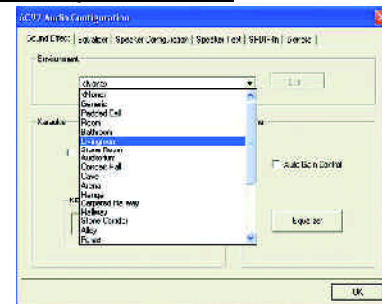 AC97 Audio Configuration
Sound Effect | Equalizer | Speaker Configuration | Speaker Test | S/PDIF-In | General |
Environment
<None>
<None>
Generic
Padded Cell
Room
Bathroom
Livingroom
Stone Room
Auditorium
Concert Hall
Cave
Arena
Hangar
Carpeted Hallway
Hallway
Stone Corridor
Alley
Forest
Karaoke
Auto Gain Control
Equalizer
OK